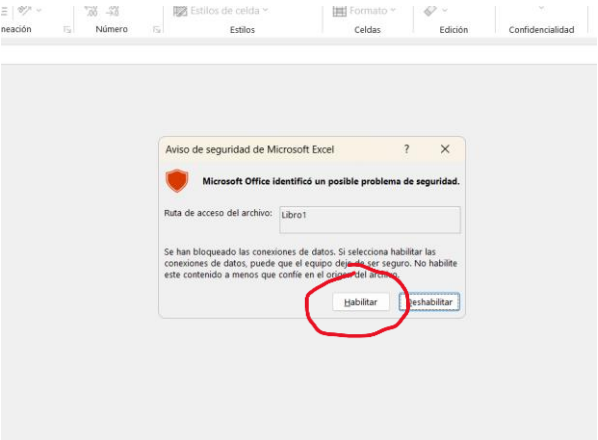 Estilos de celda
Formato
neación
Número
Estilos
Celdas
Edición
Confidencialidad
Aviso de seguridad de Microsoft Excel
?
Microsoft Office identificó un posible problema de seguridad.
Ruta de acceso del archivo:
Libro1
Se han bloqueado las conexiones de datos. Si selecciona habilitar las
conexiones de datos, puede que el equipo deje de ser seguro. No habilite
este contenido a menos que confíe en el origen del archivo.
Habilitar
Deshabilitar